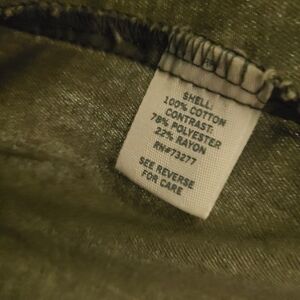 SHELL:
100% COTTON
CONTRAST:
78% POLYESTER
22% RAYON
RN#73277
SEE REVERSE
FOR CARE